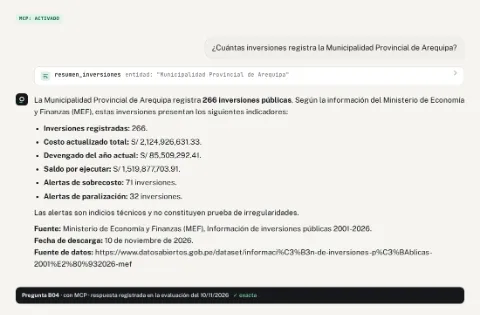 MCP: ACTIVADO
¿Cuántas inversiones registra la Municipalidad Provincial de Arequipa?
resumen_inversiones entidad: "Municipalidad Provincial de Arequipa"
La Municipalidad Provincial de Arequipa registra 266 inversiones públicas. Según la información del Ministerio de Economía
y Finanzas (MEF), estas inversiones presentan los siguientes indicadores:
• Inversiones registradas: 266.
• Costo actualizado total: S/ 2,124,926,631.33.
• Devengado del año actual: S/ 85,509,292.41.
• Saldo por ejecutar: S/ 1,519,877,703.91.
• Alertas de sobrecosto: 71 inversiones.
• Alertas de paralización: 32 inversiones.
Las alertas son indicios técnicos y no constituyen prueba de irregularidades.
Fuente: Ministerio de Economía y Finanzas (MEF), Información de inversiones públicas 2001-2026.
Fecha de descarga: 10 de noviembre de 2026.
Fuente de datos: https://www.datosabiertos.gob.pe/dataset/informaci%C3%B3n-de-inversiones-p%C3%BAblicas-
2001%E2%80%932026-mef
Pregunta B04 · con MCP · respuesta registrada en la evaluación del 10/11/2026 ✓ exacta